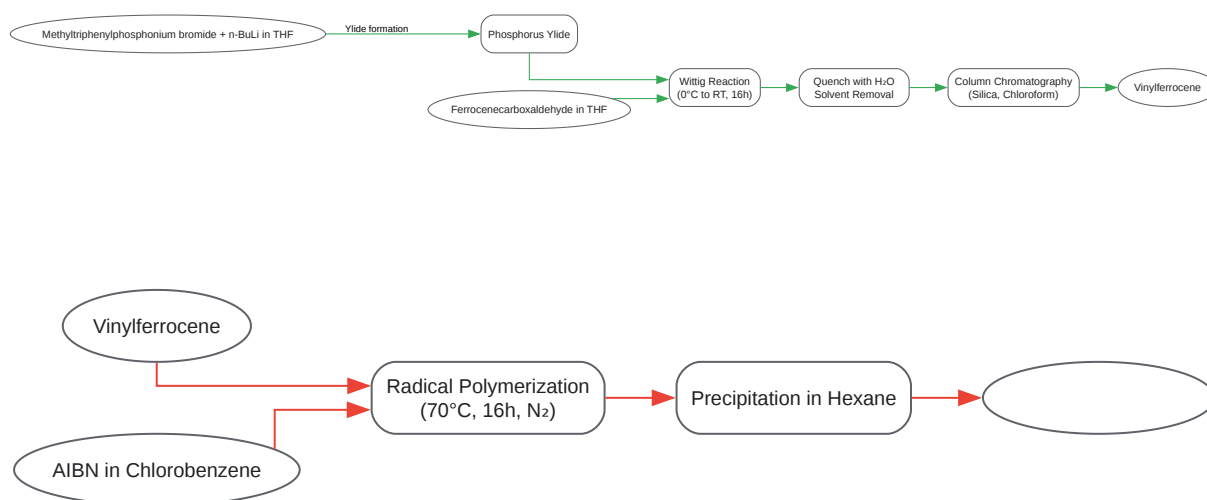 Methyltriphenylphosphonium bromide + n-BuLi in THF
Ylide formation
Phosphorus Ylide
Ferrocenecarboxaldehyde in THF
Wittig Reaction
(0°C to RT, 16h)
Quench with H₂O
Solvent Removal
Column Chromatography
(Silica, Chloroform)
Vinylferrocene
Vinylferrocene
AIBN in Chlorobenzene
Radical Polymerization
(70°C, 16h, N₂)
Precipitation in Hexane